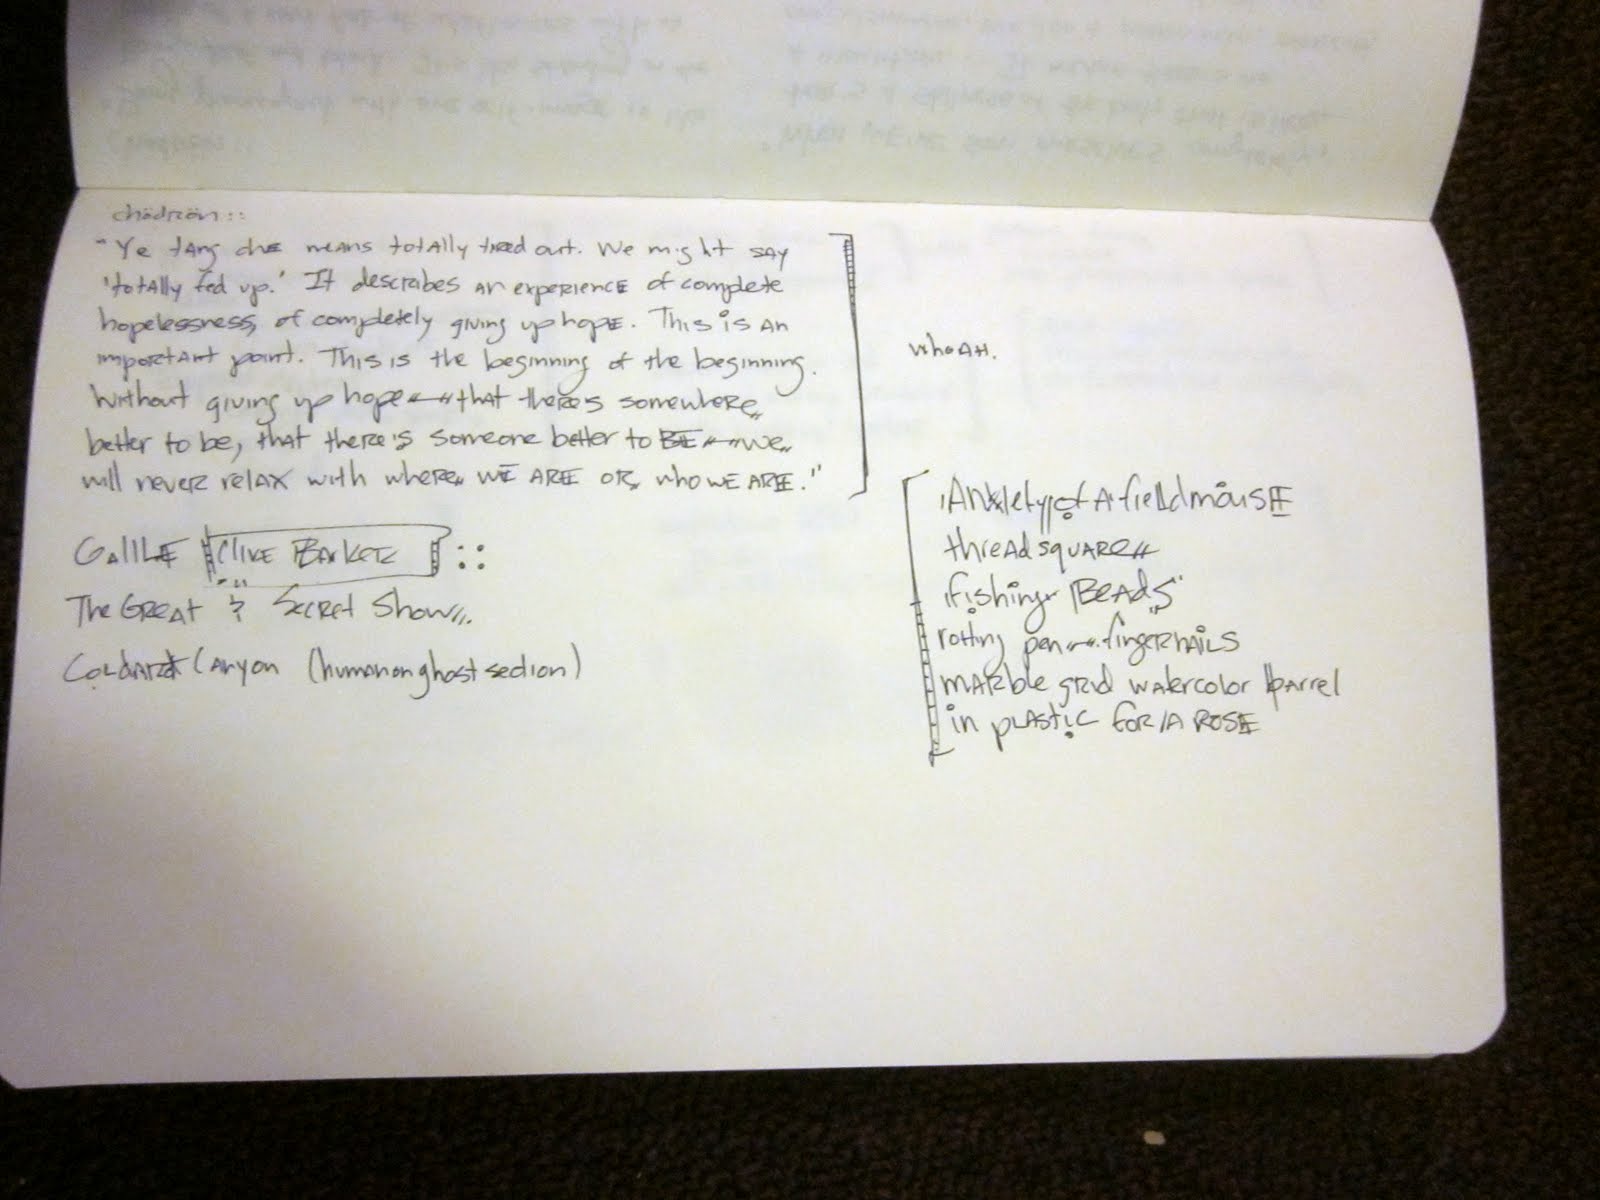 chödrön::
"Ye tang che means totally tired out. We might say
'totally fed up.' It describes an experience of complete
hopelessness, of completely giving up hope. This is an
important point. This is the beginning of the beginning.
Without giving up hope — that there's somewhere
better to be, that there's someone better to BE — we
will never relax with where WE ARE or who WE ARE."
whoah.
GalilE Clive Barker ::
The Great & Secret Show
Coldheart Canyon (human on ghost section)
Anxiety of a fieldmouse
thread square
fishing Beads
rotting pen — fingernails
marble grid watercolor barrel
in plastic for / a rose